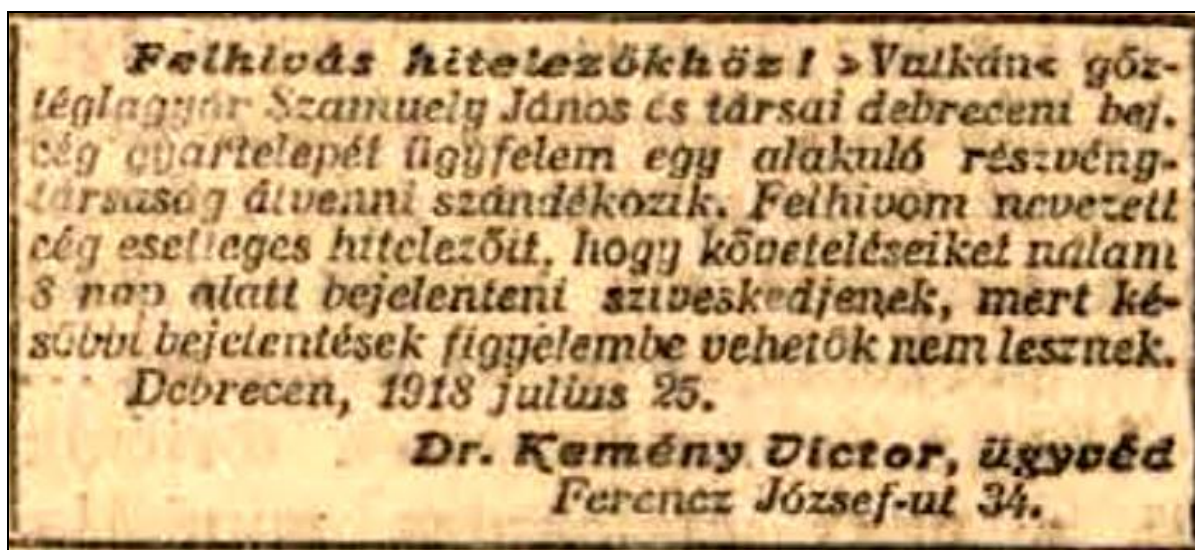 Felhivás hitelezőkhöz! »Vulkán« gőz-
téglagyár Szamuely János és társai debreceni bej.
cég gyártelepét ügyfelem egy alakuló részvény-
társaság átvenni szándékozik. Felhivom nevezett
cég esetleges hitelezőit, hogy követeléseiket nálam
8 nap alatt bejelenteni sziveskedjenek, mert ké-
sőbbi bejelentések figyelembe vehetők nem lesznek.
Debrecen, 1918 julius 25.
Dr. Kemény Victor, ügyvéd
Ferencz József-ut 34.